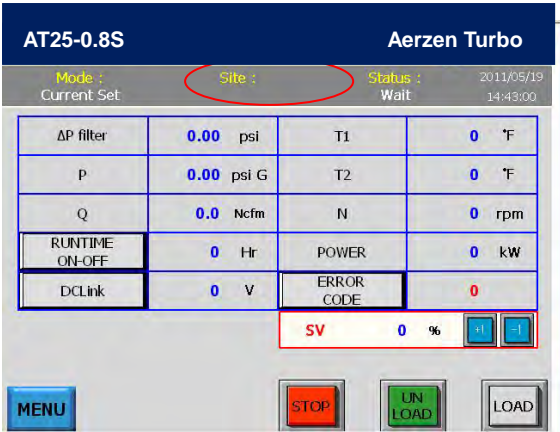 AT25-0.8S Aerzen Turbo
Mode : Site : Status : 2011/05/19
Current Set Wait 14:43:00
ΔP filter 0.00 psi T1 0 °F
P 0.00 psi G T2 0 °F
Q 0.0 Ncfm N 0 rpm
RUNTIME
ON-OFF 0 Hr POWER 0 kW
DCLink 0 V ERROR
CODE 0
SV 0 % +1 -1
MENU STOP UN
LOAD LOAD